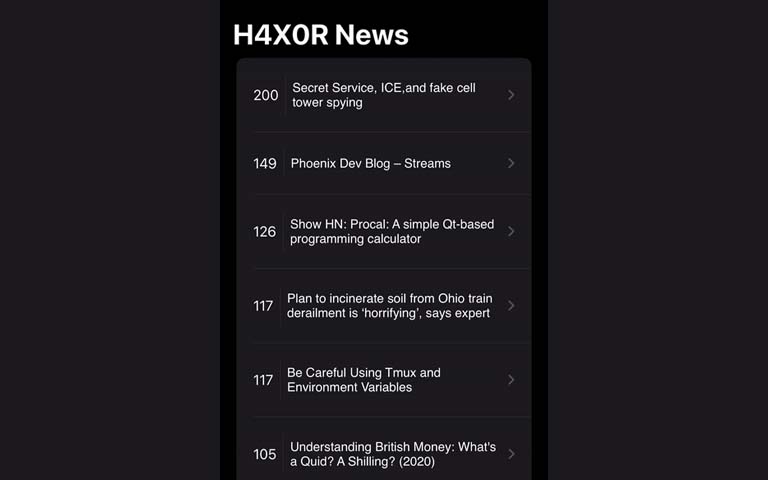 H4X0R News
200
Secret Service, ICE,and fake cell
tower spying
149
Phoenix Dev Blog – Streams
126
Show HN: Procal: A simple Qt-based
programming calculator
117
Plan to incinerate soil from Ohio train
derailment is ‘horrifying’, says expert
117
Be Careful Using Tmux and
Environment Variables
105
Understanding British Money: What's
a Quid? A Shilling? (2020)